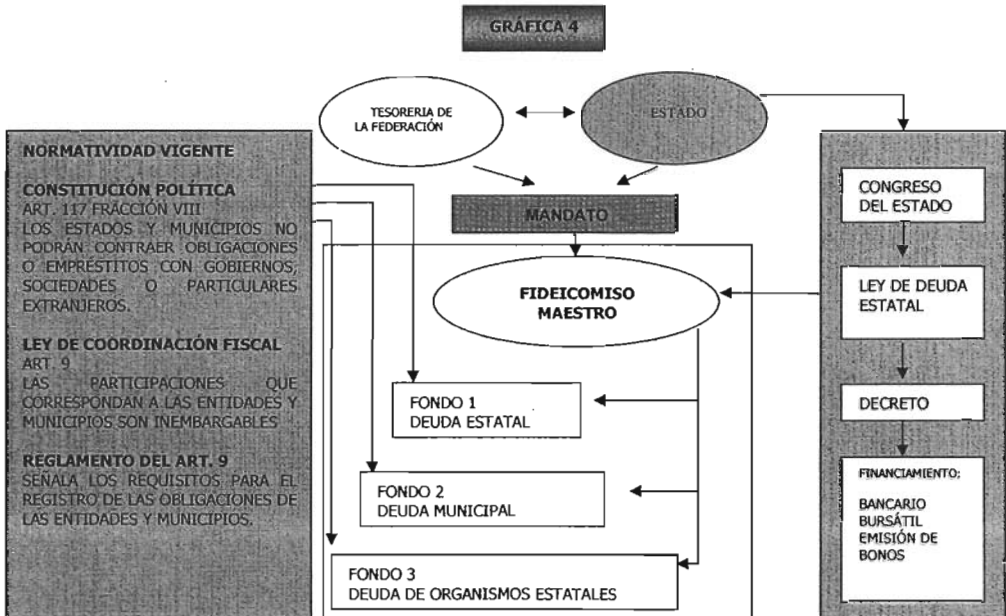 GRÁFICA 4
TESORERIA DE
LA FEDERACIÓN
ESTADO
MANDATO
NORMATIVIDAD VIGENTE
CONSTITUCIÓN POLÍTICA
ART. 117 FRACCIÓN VIII
LOS ESTADOS Y MUNICIPIOS NO
PODRÁN CONTRAER OBLIGACIONES
O EMPRÉSTITOS CON GOBIERNOS,
SOCIEDADES O PARTICULARES
EXTRANJEROS.
LEY DE COORDINACIÓN FISCAL
ART. 9
LAS PARTICIPACIONES QUE
CORRESPONDAN A LAS ENTIDADES Y
MUNICIPIOS SON INEMBARGABLES
REGLAMENTO DEL ART. 9
SEÑALA LOS REQUISITOS PARA EL
REGISTRO DE LAS OBLIGACIONES DE
LAS ENTIDADES Y MUNICIPIOS.
FIDEICOMISO
MAESTRO
FONDO 1
DEUDA ESTATAL
FONDO 2
DEUDA MUNICIPAL
FONDO 3
DEUDA DE ORGANISMOS ESTATALES
CONGRESO
DEL ESTADO
LEY DE DEUDA
ESTATAL
DECRETO
FINANCIAMIENTO:
BANCARIO
BURSÁTIL
EMISIÓN DE
BONOS